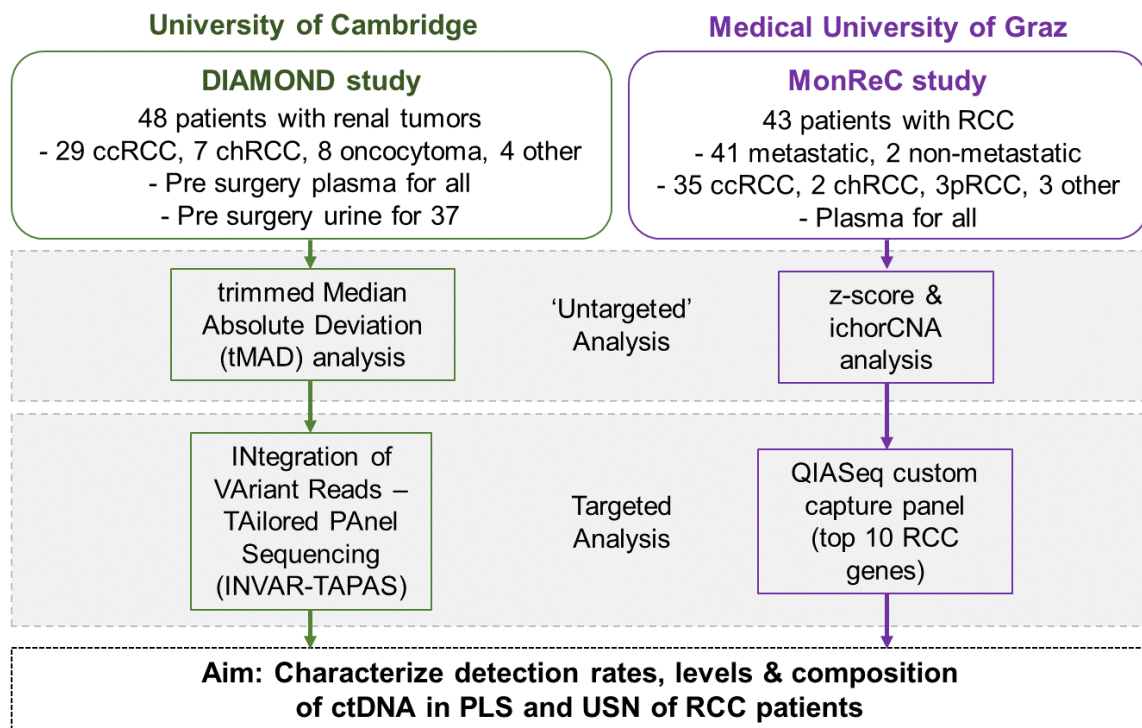 University of Cambridge
DIAMOND study
48 patients with renal tumors
- 29 ccRCC, 7 chRCC, 8 oncocytoma, 4 other
- Pre surgery plasma for all
- Pre surgery urine for 37
Medical University of Graz
MonReC study
43 patients with RCC
- 41 metastatic, 2 non-metastatic
- 35 ccRCC, 2 chRCC, 3pRCC, 3 other
- Plasma for all
trimmed Median
Absolute Deviation
(tMAD) analysis
‘Untargeted’
Analysis
z-score &
ichorCNA
analysis
INtegration of
VAriant Reads –
TAilored PAnel
Sequencing
(INVAR-TAPAS)
Targeted
Analysis
QIASeq custom
capture panel
(top 10 RCC
genes)
Aim: Characterize detection rates, levels & composition
of ctDNA in PLS and USN of RCC patients